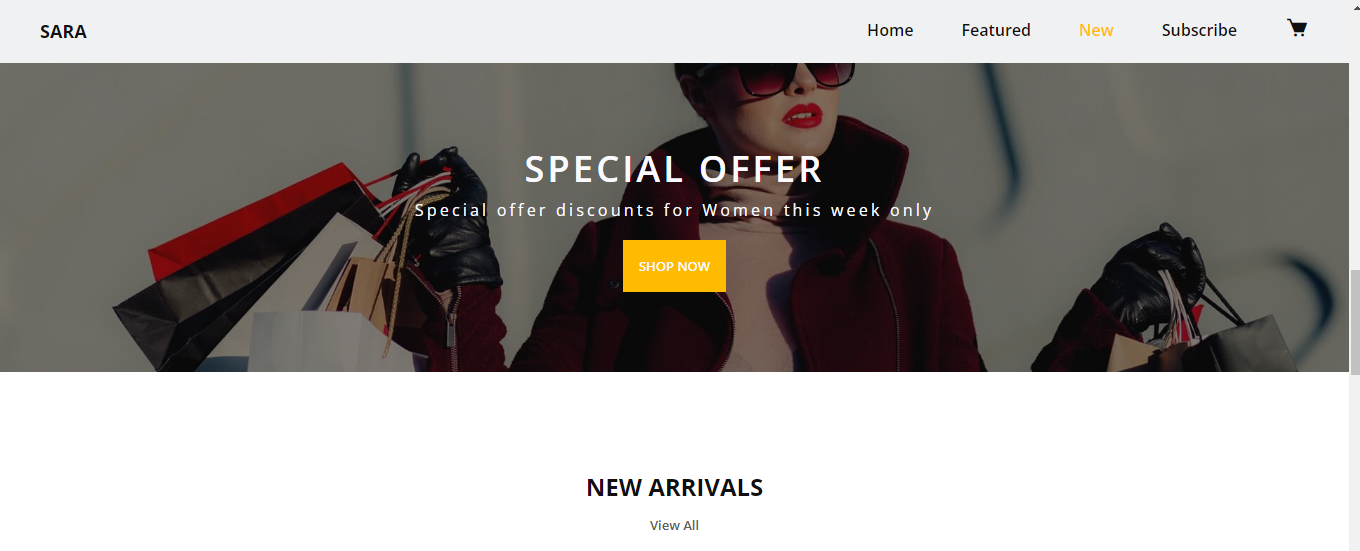 SARA
Home Featured New Subscribe
SPECIAL OFFER
Special offer discounts for Women this week only
SHOP NOW
NEW ARRIVALS
View All